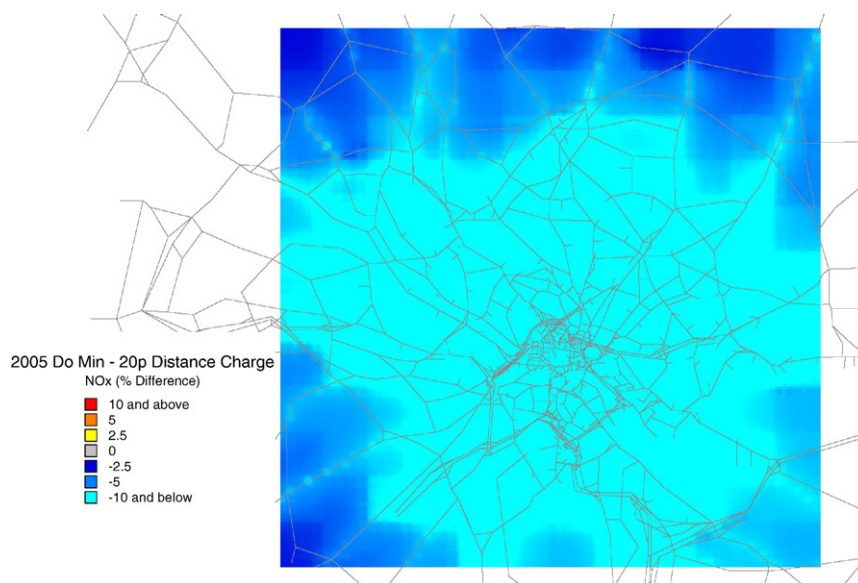 2005 Do Min - 20p Distance Charge
NOx (% Difference)
10 and above
5
2.5
0
-2.5
-5
-10 and below